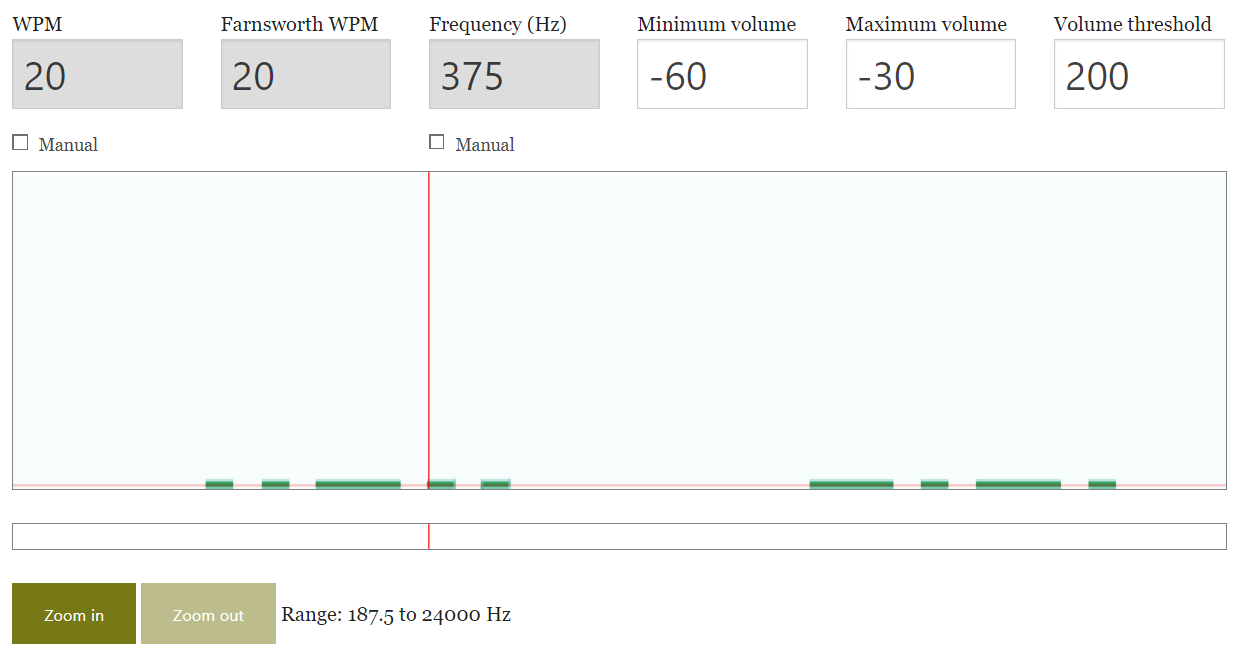 WPM Farnsworth WPM Frequency (Hz) Minimum volume Maximum volume Volume threshold
20 20 375 -60 -30 200
Manual Manual
Zoom in Zoom out Range: 187.5 to 24000 Hz